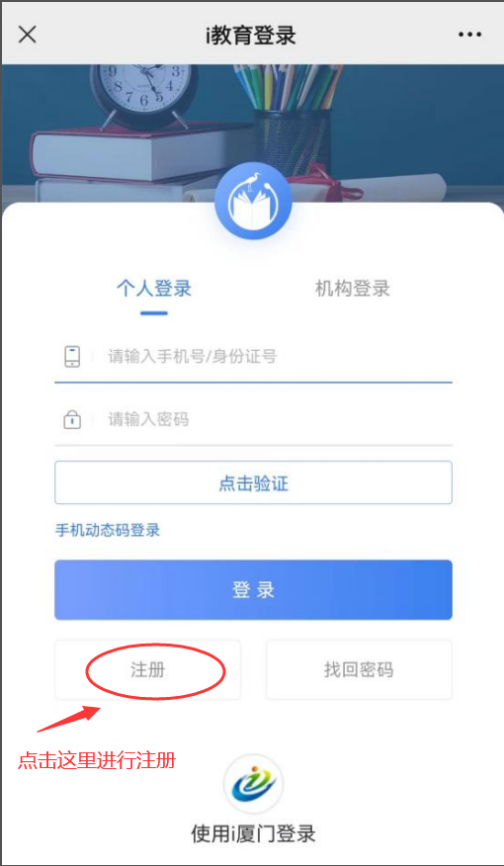 i教育登录
个人登录
机构登录
请输入手机号/身份证号
请输入密码
点击验证
手机动态码登录
登 录
注册
找回密码
点击这里进行注册
使用i厦门登录